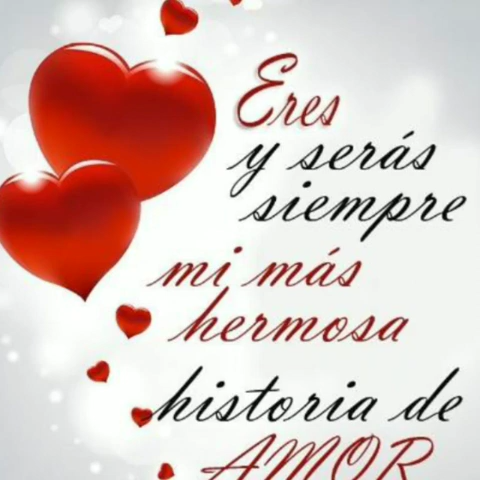 Eres
y serás
siempre
mi más
hermosa
historia de
AMOR